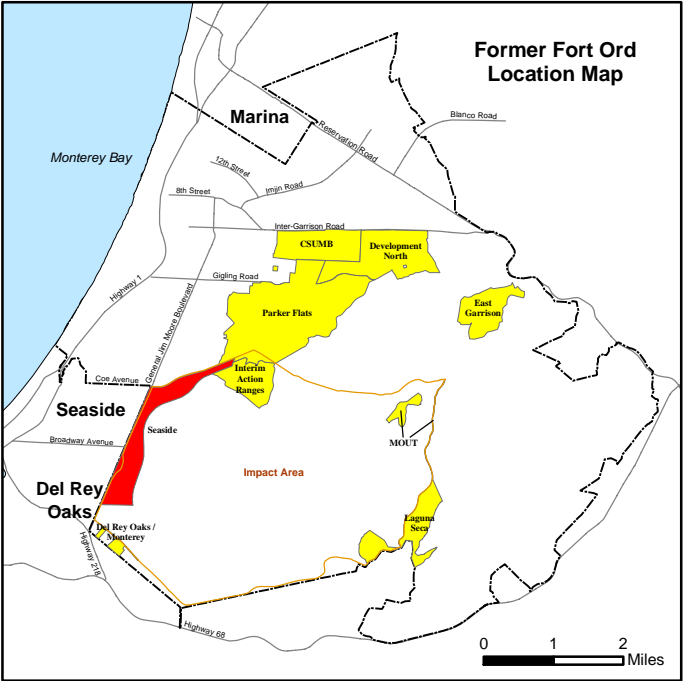 Former Fort Ord
Location Map
Marina
Blanco Road
Reservation Road
Monterey Bay
12th Street
Imjin Road
8th Street
Inter-Garrison Road
CSUMB
Development
North
Gigling Road
Highway 1
General Jim Moore Boulevard
Parker Flats
East
Garrison
Coe Avenue
Interim
Action
Ranges
Seaside
Seaside
Broadway Avenue
MOUT
Impact Area
Del Rey
Oaks
Laguna
Seca
Del Rey Oaks /
Monterey
Highway 218
Highway 68
0 1 2
Miles